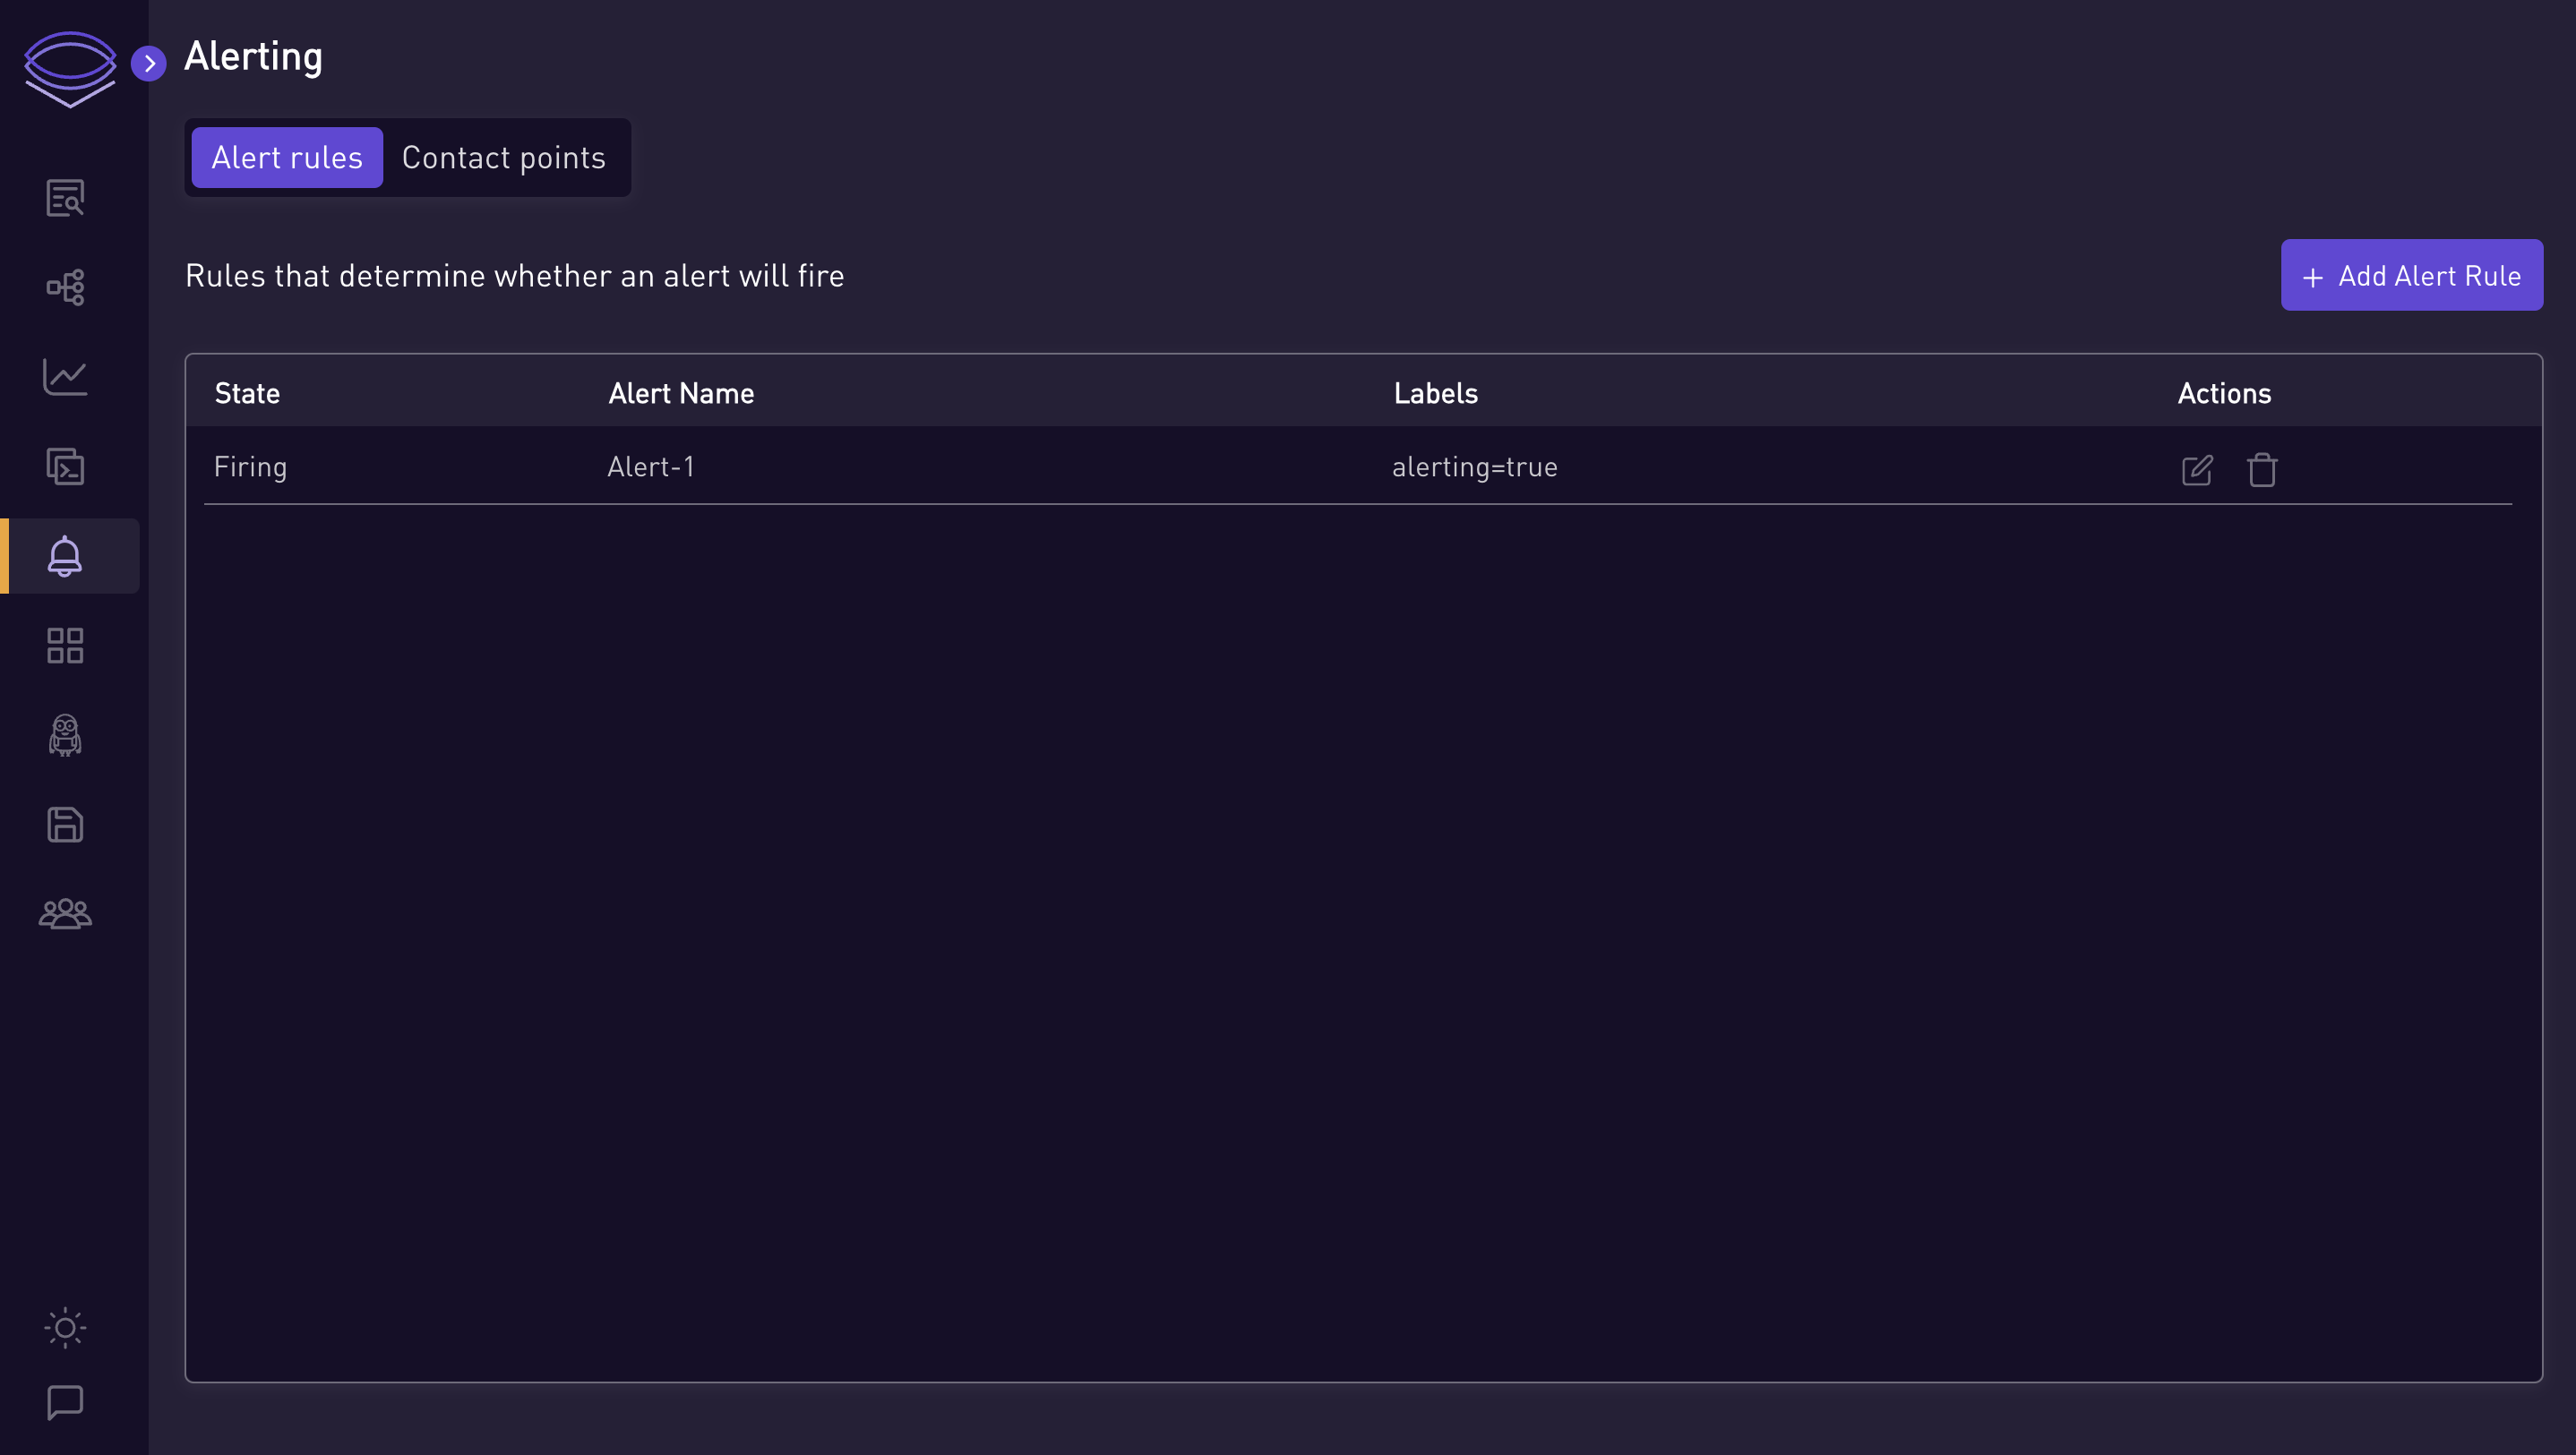 Alerting
Alert rules Contact points
Rules that determine whether an alert will fire
+ Add Alert Rule
State Alert Name Labels Actions
Firing Alert-1 alerting=true